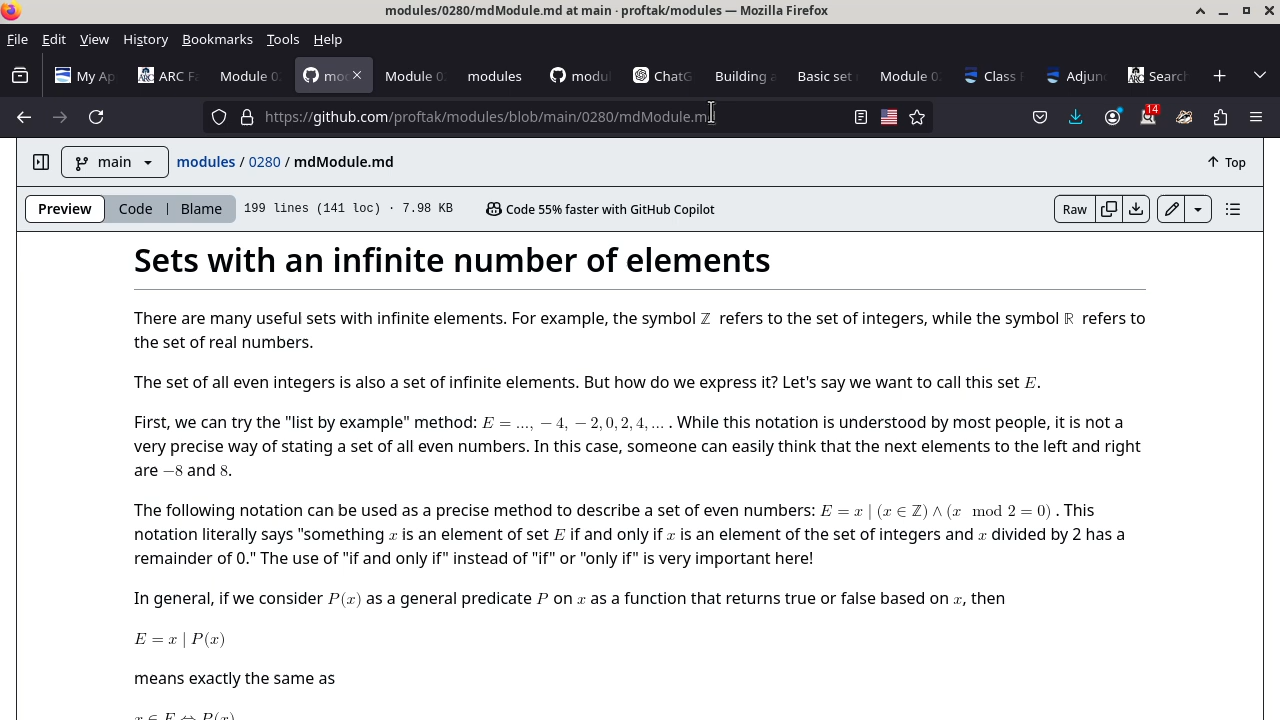 modules/0280/mdModule.md at main · proftak/modules — Mozilla Firefox
File Edit View History Bookmarks Tools Help
My Ap ARC Fa Module 02 mod Module 02 modules modul ChatG Building a Basic set Module 02 Class Adjun Search
https://github.com/proftak/modules/blob/main/0280/mdModule.md 14
main modules / 0280 / mdModule.md Top
Preview Code Blame 199 lines (141 loc) · 7.98 KB Code 55% faster with GitHub Copilot Raw
Sets with an infinite number of elements
There are many useful sets with infinite elements. For example, the symbol ℤ refers to the set of integers, while the symbol ℝ refers to
the set of real numbers.
The set of all even integers is also a set of infinite elements. But how do we express it? Let's say we want to call this set E.
First, we can try the "list by example" method: E = ..., −4, −2, 0, 2, 4, ... . While this notation is understood by most people, it is not a
very precise way of stating a set of all even numbers. In this case, someone can easily think that the next elements to the left and right
are −8 and 8.
The following notation can be used as a precise method to describe a set of even numbers: E = x ∣ (x ∈ ℤ) ∧ (x mod 2 = 0) . This
notation literally says "something x is an element of set E if and only if x is an element of the set of integers and x divided by 2 has a
remainder of 0." The use of "if and only if" instead of "if" or "only if" is very important here!
In general, if we consider P(x) as a general predicate P on x as a function that returns true or false based on x, then
E = x ∣ P(x)
means exactly the same as
x ∈ E ⇔ P(x)